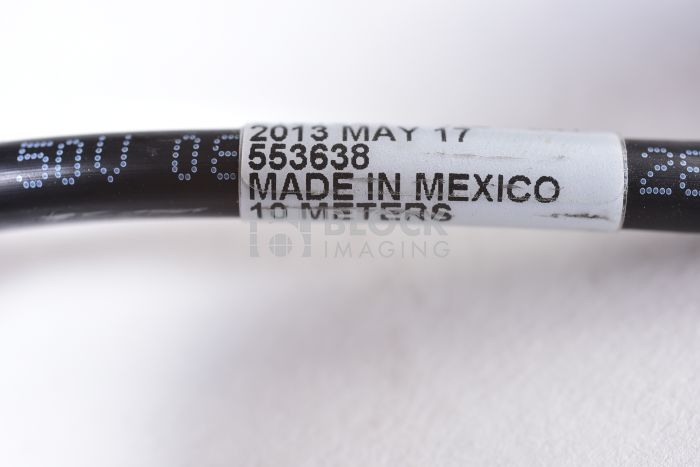 2013 MAY 17
553638
MADE IN MEXICO
10 METERS
BLOCK
IMAGING